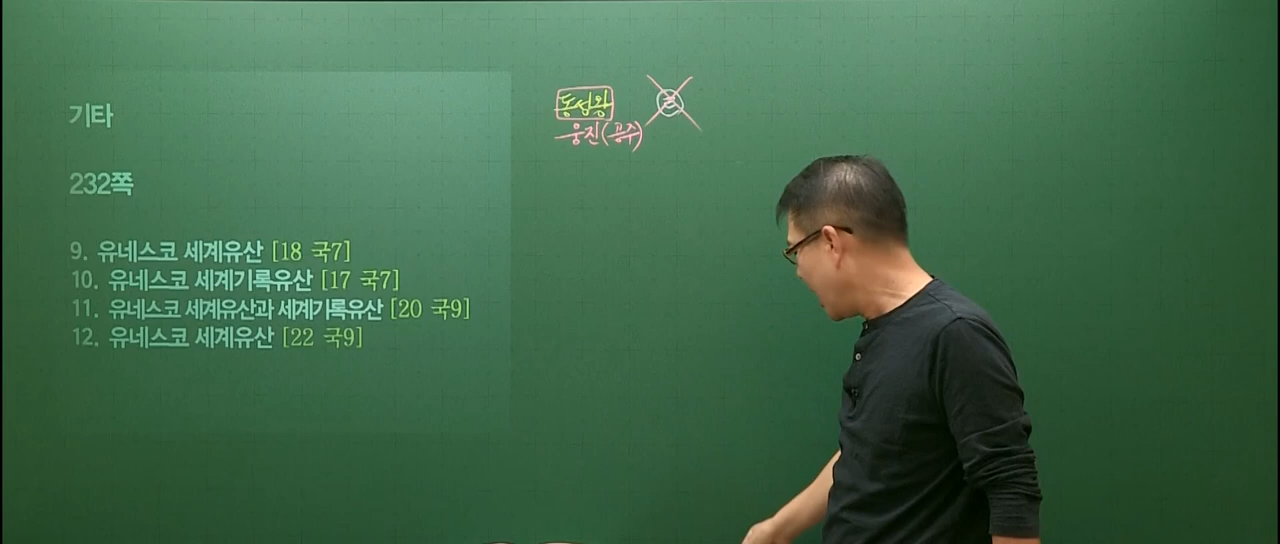 기타
232쪽
9. 유네스코 세계유산 [18 국7]
10. 유네스코 세계기록유산 [17 국7]
11. 유네스코 세계유산과 세계기록유산 [20 국9]
12. 유네스코 세계유산 [22 국9]
동성왕
웅진(공주)